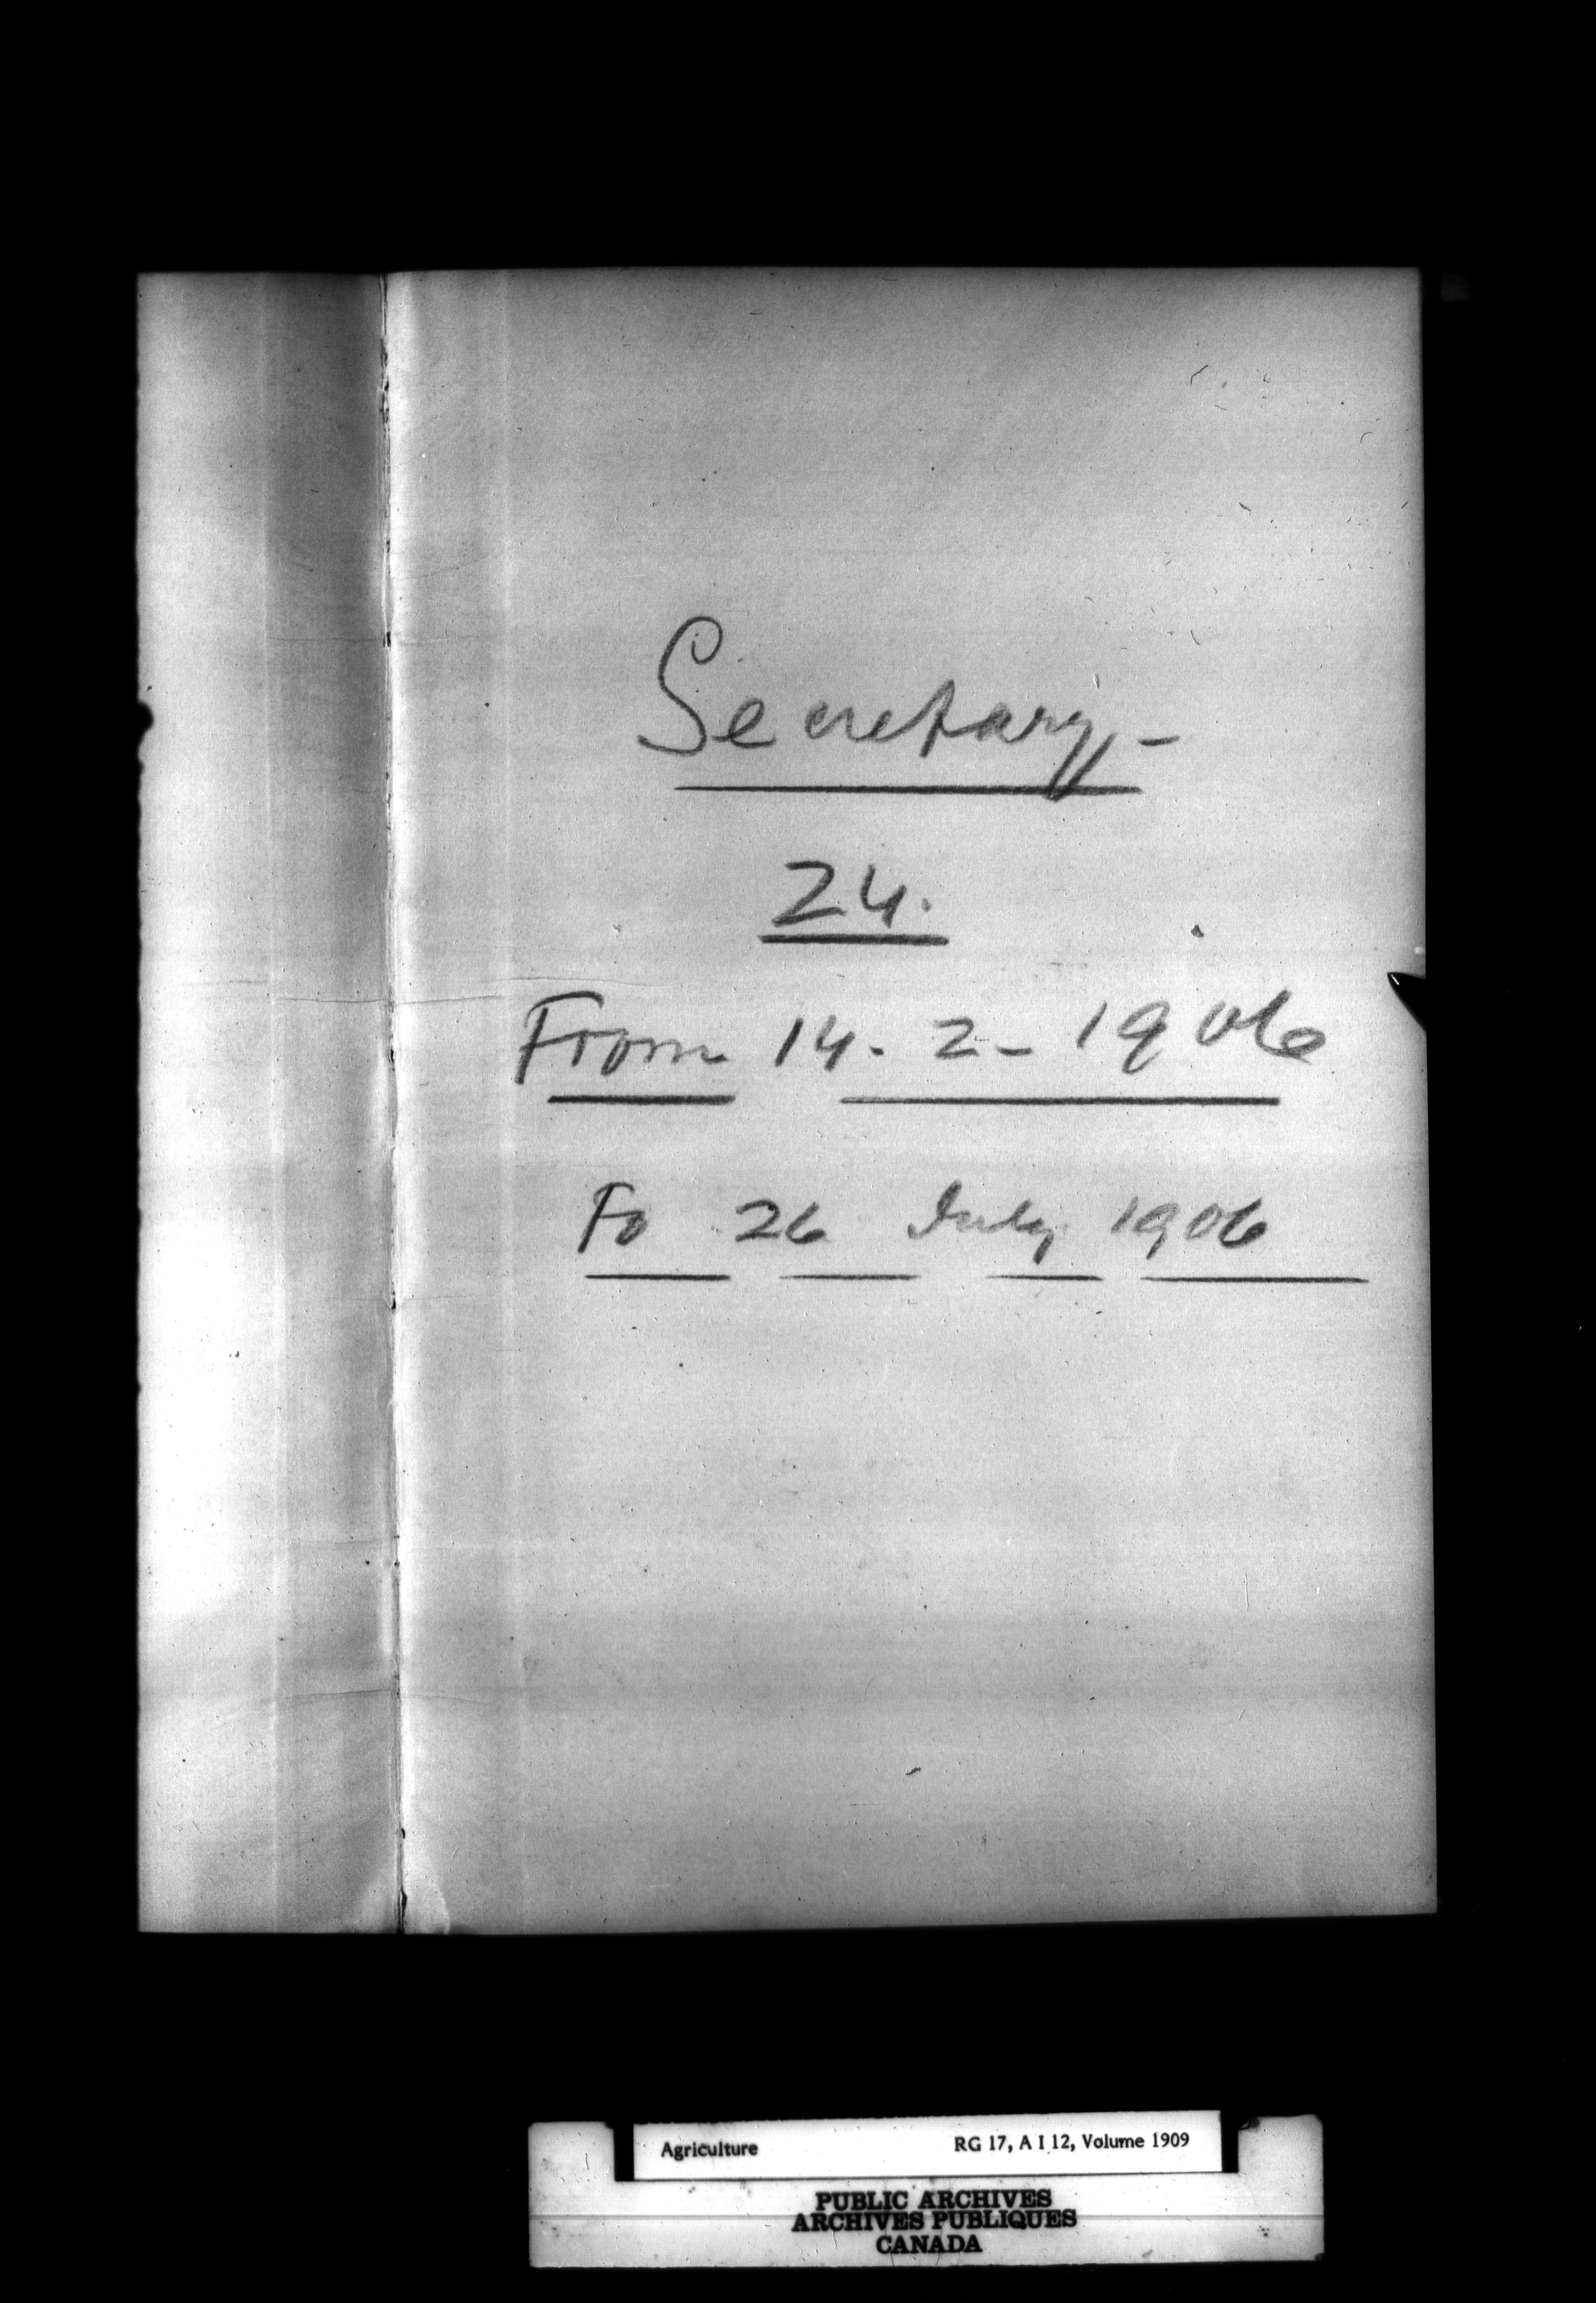 Secretary -
24.
From 14. 2 - 1906
To 26 July 1906
Agriculture RG 17, A I 12, Volume 1909
PUBLIC ARCHIVES
ARCHIVES PUBLIQUES
CANADA